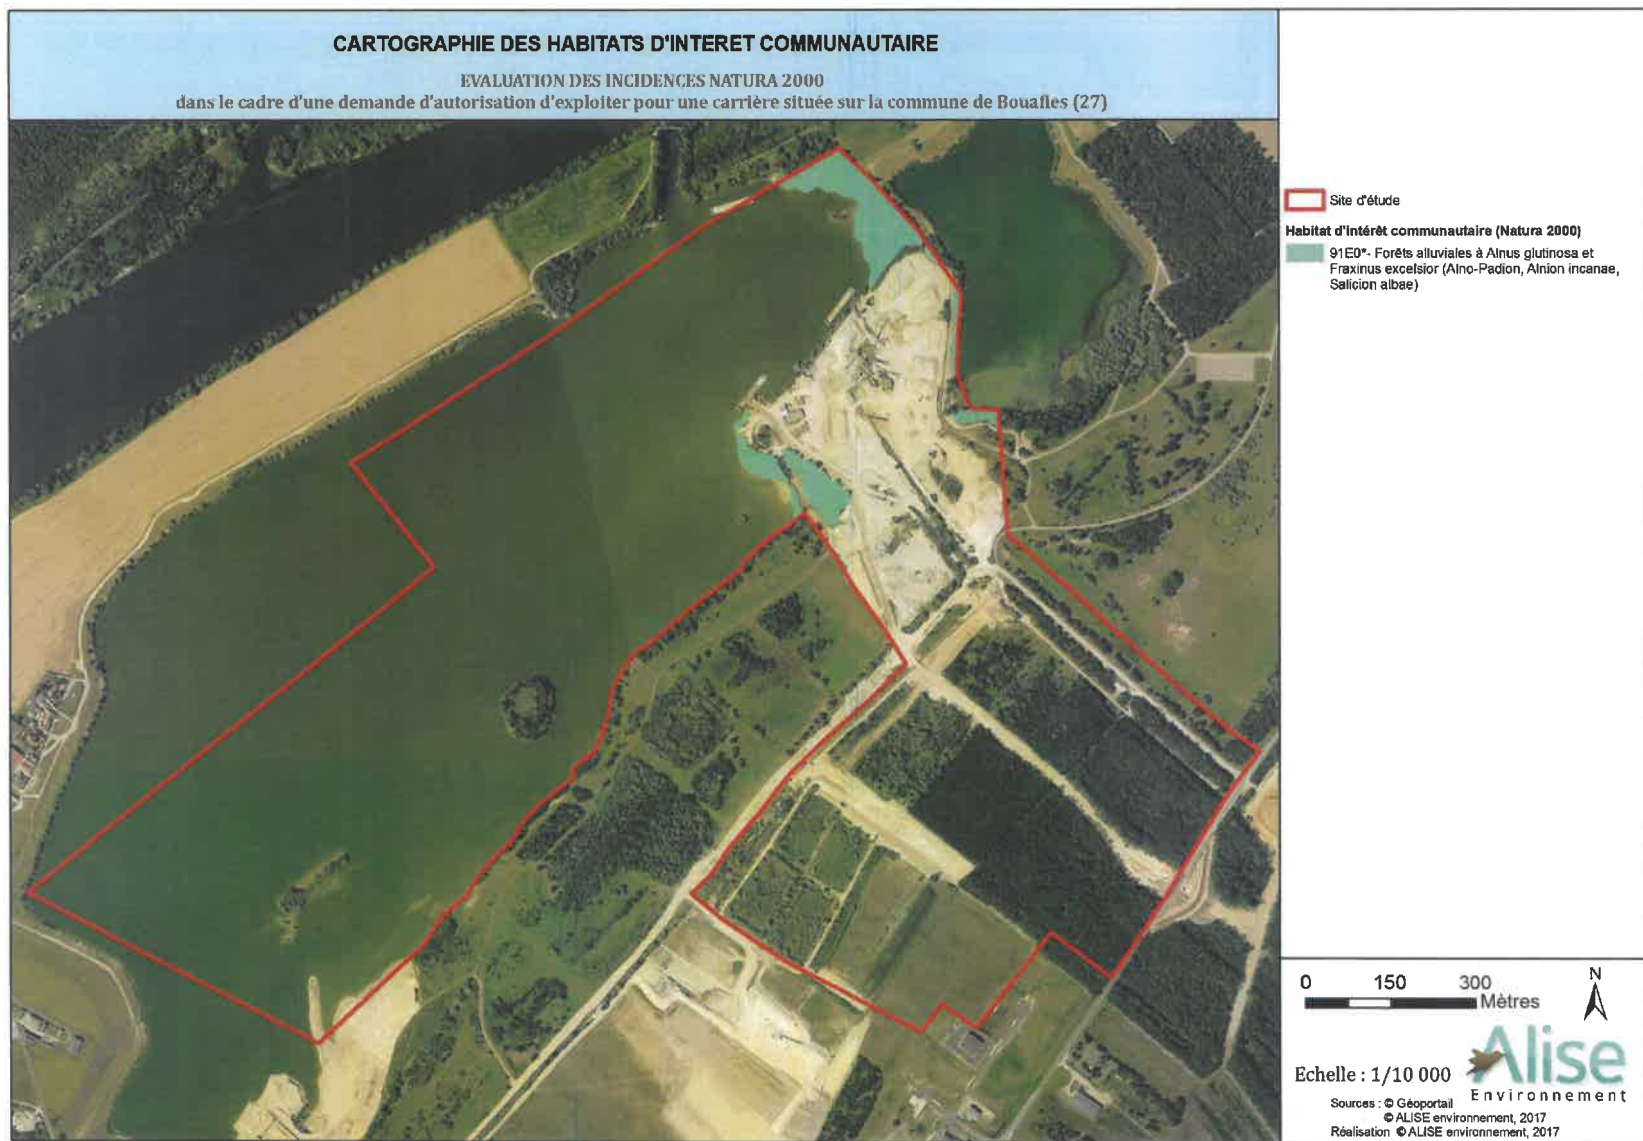 CARTOGRAPHIE DES HABITATS D'INTERET COMMUNAUTAIRE
EVALUATION DES INCIDENCES NATURA 2000
dans le cadre d'une demande d'autorisation d'exploiter pour une carrière située sur la commune de Bouafles (27)
Site d'étude
Habitat d'intérêt communautaire (Natura 2000)
91E0*- Forêts alluviales à Alnus glutinosa et
Fraxinus excelsior (Alno-Padion, Alnion incanae,
Salicion albae)
0 150 300
Mètres
N
Alise
Environnement
Echelle : 1/10 000
Sources : © Géoportail
© ALISE environnement, 2017
Réalisation © ALISE environnement, 2017